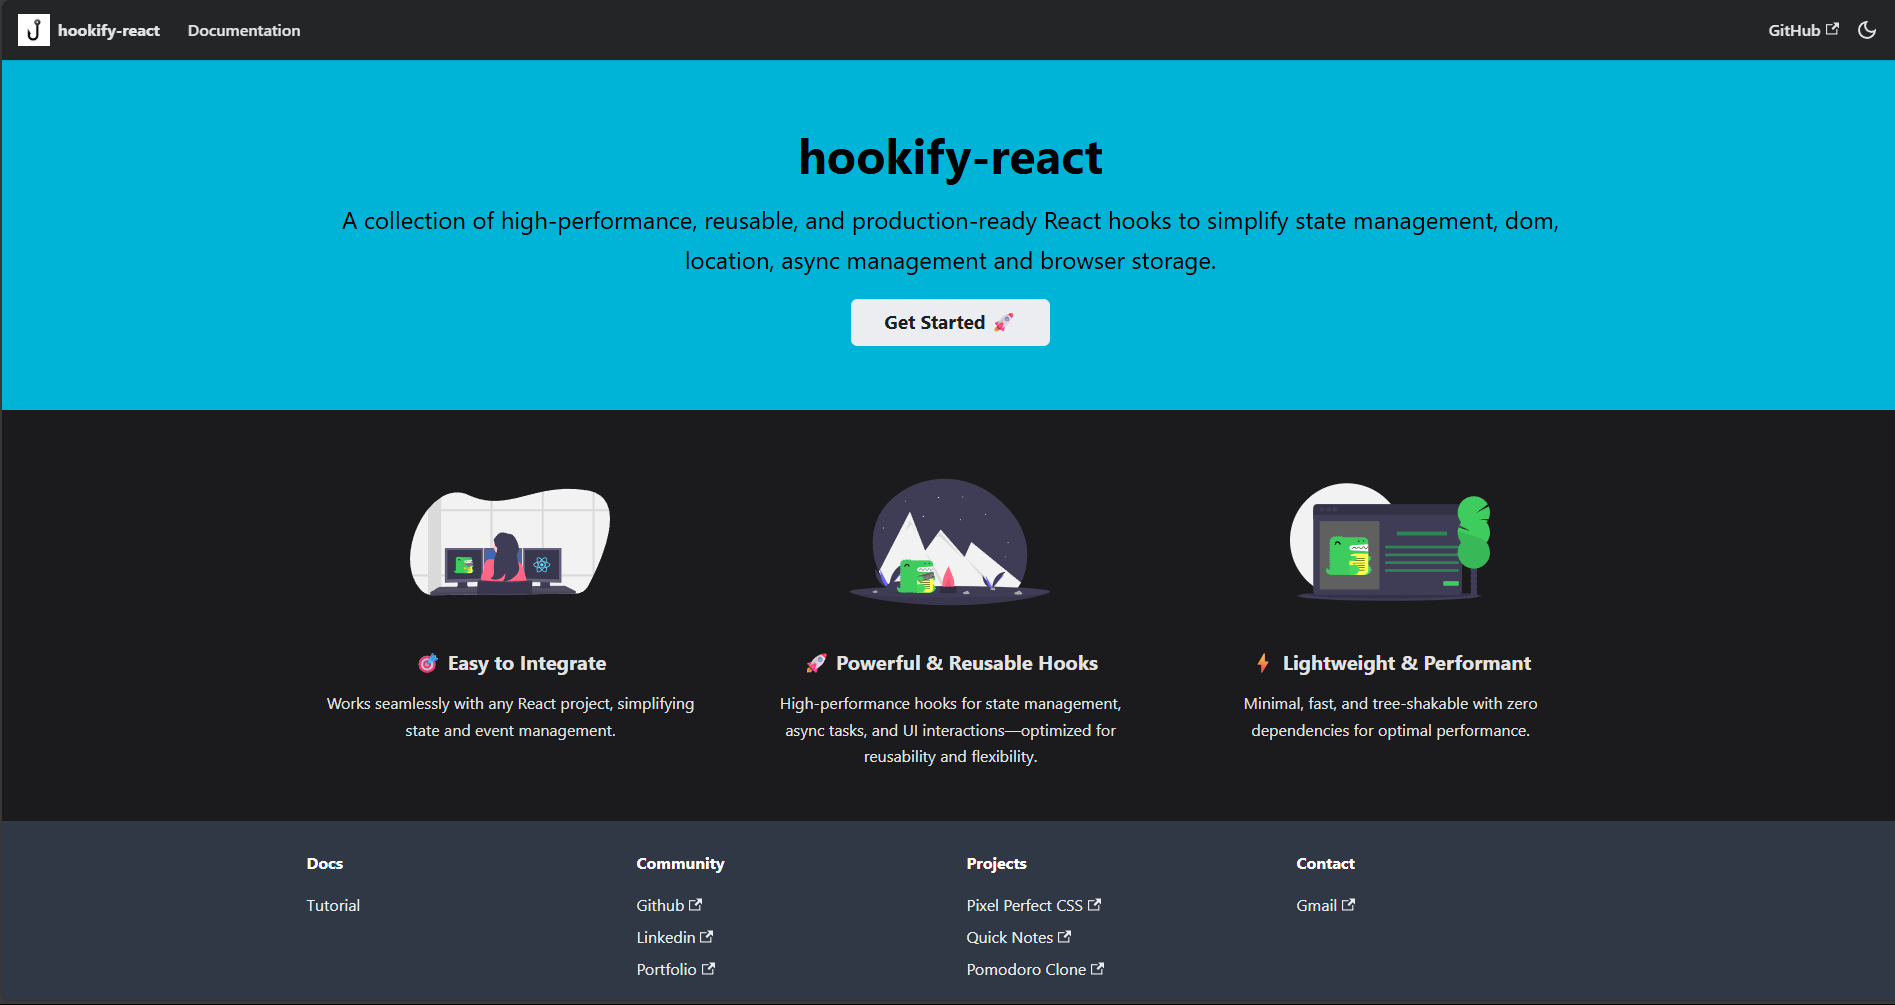 hookify-react
Documentation
GitHub
hookify-react
A collection of high-performance, reusable, and production-ready React hooks to simplify state management, dom,
location, async management and browser storage.
Get Started 🚀
🎯 Easy to Integrate
Works seamlessly with any React project, simplifying
state and event management.
🚀 Powerful & Reusable Hooks
High-performance hooks for state management,
async tasks, and UI interactions—optimized for
reusability and flexibility.
⚡ Lightweight & Performant
Minimal, fast, and tree-shakable with zero
dependencies for optimal performance.
Docs
Tutorial
Community
Github
Linkedin
Portfolio
Projects
Pixel Perfect CSS
Quick Notes
Pomodoro Clone
Contact
Gmail